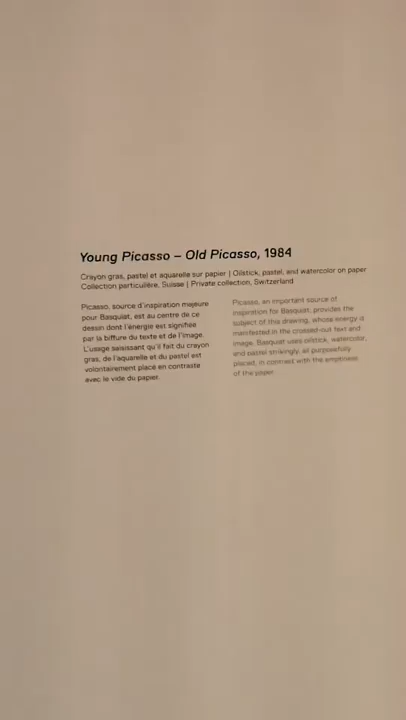 Young Picasso – Old Picasso, 1984
Crayon gras, pastel et aquarelle sur papier | Oilstick, pastel, and watercolor on paper
Collection particulière, Suisse | Private collection, Switzerland
Picasso, source d'inspiration majeure
pour Basquiat, est au centre de ce
dessin dont l'énergie est signifiée
par la biffure du texte et de l'image.
L'usage saisissant qu'il fait du crayon
gras, de l'aquarelle et du pastel est
volontairement placé en contraste
avec le vide du papier.
Picasso, an important source of
inspiration for Basquiat, provides the
subject of this drawing, whose energy is
manifested in the crossed-out text and
image. Basquiat uses oilstick, watercolor,
and pastel strikingly, all purposefully
placed, in contrast with the emptiness
of the paper.